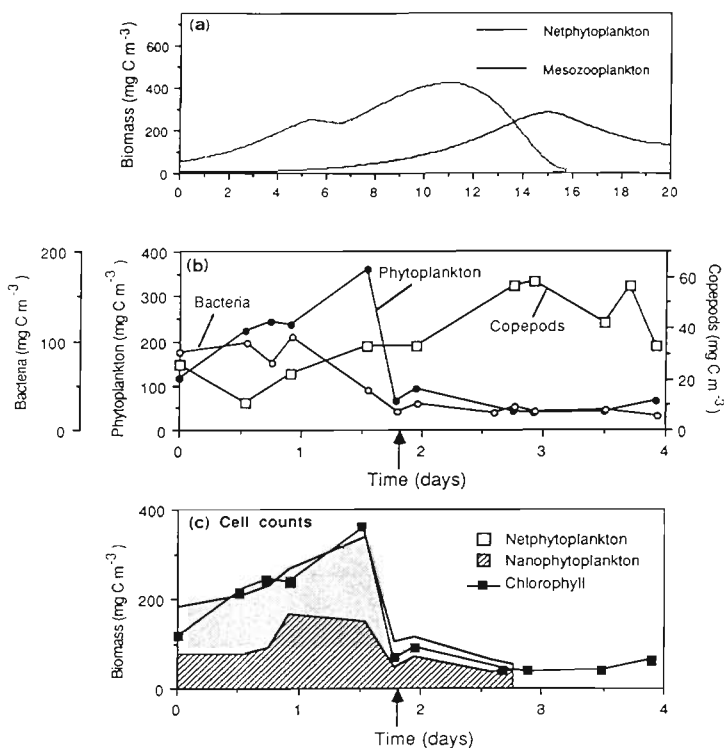 (a)
Netphytoplankton
Mesozooplankton
Biomass (mg C m⁻³)
600
400
200
0
0 2 4 6 8 10 11 12 14 16 18 20
(b)
Bacteria (mg C m⁻³)
200
100
0
Phytoplankton (mg C m⁻³)
400
300
200
100
0
Bacteria
Phytoplankton
Copepods
Copepods (mg C m⁻³)
60
40
20
0
0 1 2 3 4
Time (days)
(c) Cell counts
Netphytoplankton
Nanophytoplankton
Chlorophyll
Biomass (mg C m⁻³)
400
200
0
0 1 2 3 4
Time (days)